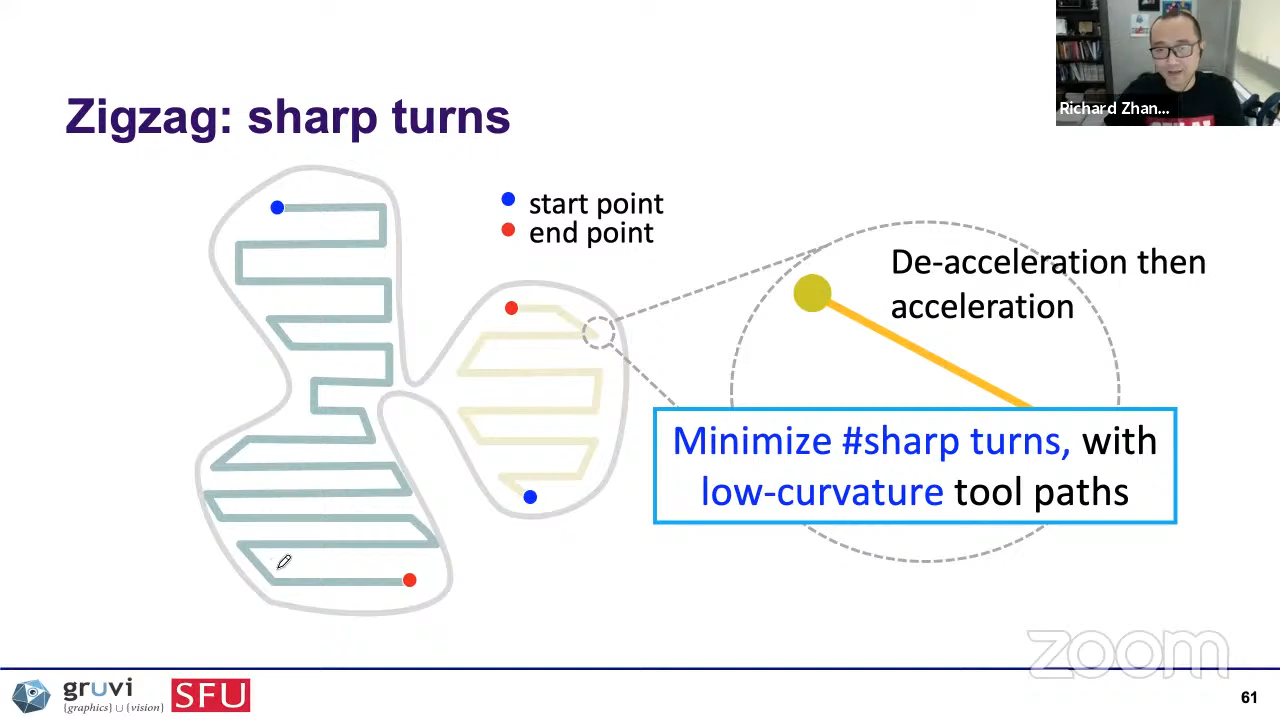 Richard Zhan...
Zigzag: sharp turns
start point
end point
De-acceleration then
acceleration
Minimize #sharp turns, with
low-curvature tool paths
zoom
gruvi
{graphics} ∪ {vision}
SFU
61